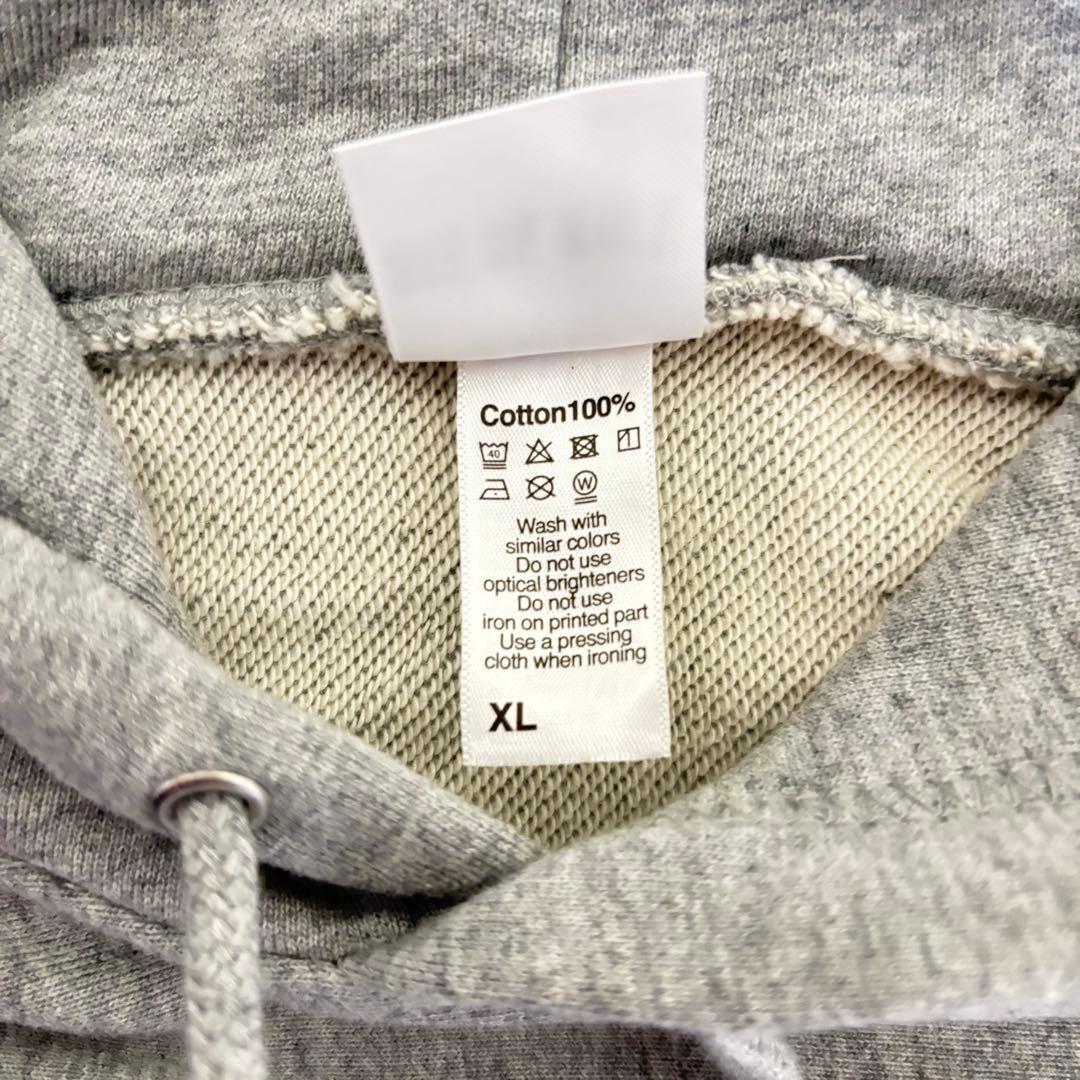 Cotton100%
40
W
Wash with
similar colors
Do not use
optical brighteners
Do not use
iron on printed part
Use a pressing
cloth when ironing
XL